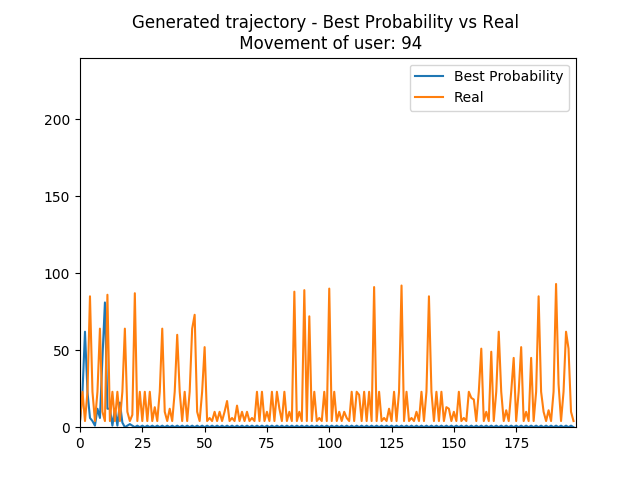 Generated trajectory - Best Probability vs Real
Movement of user: 94
Best Probability
Real
200
150
100
50
0
0 25 50 75 100 125 150 175